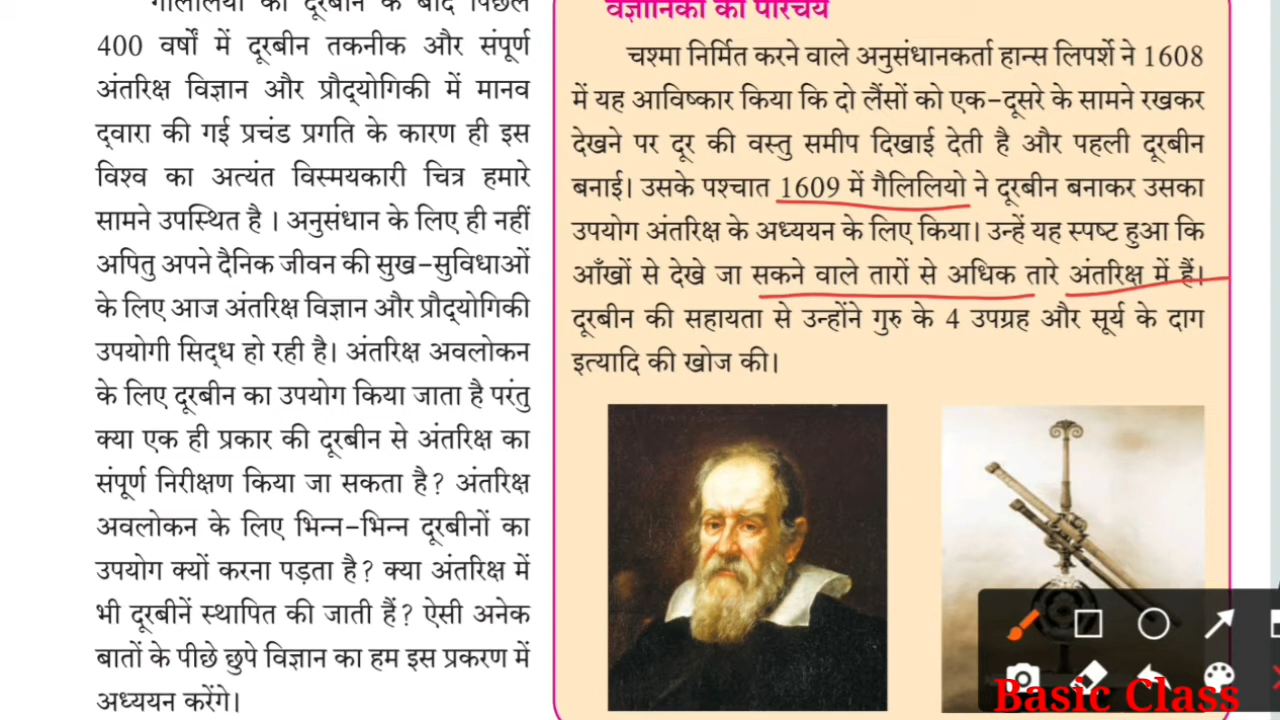 गैलिलियो की दूरबीन के बाद पिछले
400 वर्षों में दूरबीन तकनीक और संपूर्ण
अंतरिक्ष विज्ञान और प्रौद्योगिकी में मानव
द्वारा की गई प्रचंड प्रगति के कारण ही इस
विश्व का अत्यंत विस्मयकारी चित्र हमारे
सामने उपस्थित है । अनुसंधान के लिए ही नहीं
अपितु अपने दैनिक जीवन की सुख-सुविधाओं
के लिए आज अंतरिक्ष विज्ञान और प्रौद्योगिकी
उपयोगी सिद्ध हो रही है। अंतरिक्ष अवलोकन
के लिए दूरबीन का उपयोग किया जाता है परंतु
क्या एक ही प्रकार की दूरबीन से अंतरिक्ष का
संपूर्ण निरीक्षण किया जा सकता है? अंतरिक्ष
अवलोकन के लिए भिन्न-भिन्न दूरबीनों का
उपयोग क्यों करना पड़ता है? क्या अंतरिक्ष में
भी दूरबीनें स्थापित की जाती हैं? ऐसी अनेक
बातों के पीछे छुपे विज्ञान का हम इस प्रकरण में
अध्ययन करेंगे।
वैज्ञानिकों का परिचय
चश्मा निर्मित करने वाले अनुसंधानकर्ता हान्स लिपर्शे ने 1608
में यह आविष्कार किया कि दो लैंसों को एक-दूसरे के सामने रखकर
देखने पर दूर की वस्तु समीप दिखाई देती है और पहली दूरबीन
बनाई। उसके पश्चात 1609 में गैलिलियो ने दूरबीन बनाकर उसका
उपयोग अंतरिक्ष के अध्ययन के लिए किया। उन्हें यह स्पष्ट हुआ कि
आँखों से देखे जा सकने वाले तारों से अधिक तारे अंतरिक्ष में हैं।
दूरबीन की सहायता से उन्होंने गुरु के 4 उपग्रह और सूर्य के दाग
इत्यादि की खोज की।
Basic Class